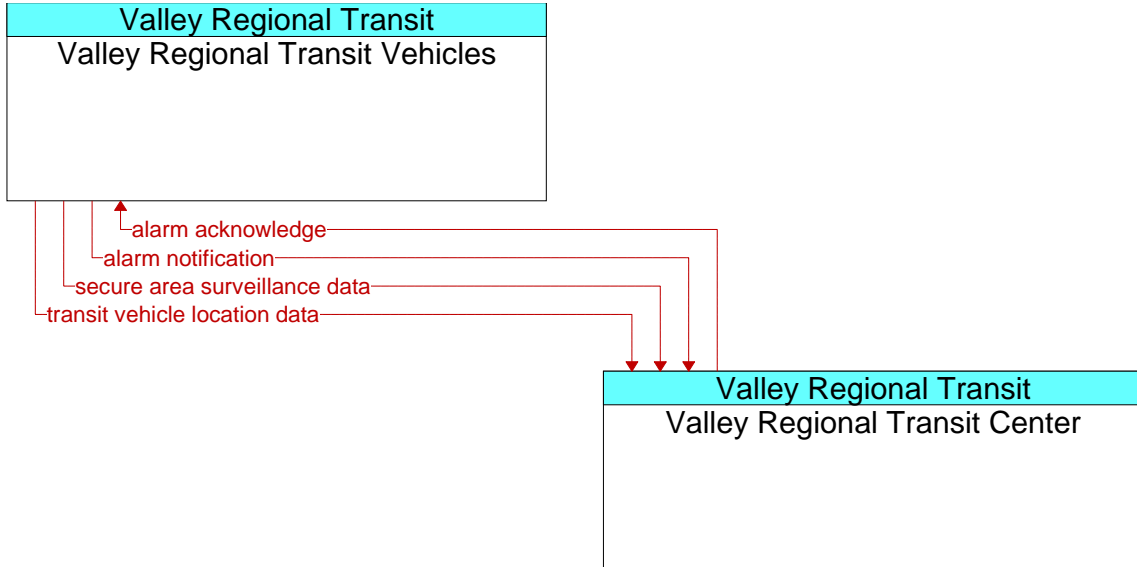 Valley Regional Transit
Valley Regional Transit Vehicles
alarm acknowledge
alarm notification
secure area surveillance data
transit vehicle location data
Valley Regional Transit
Valley Regional Transit Center